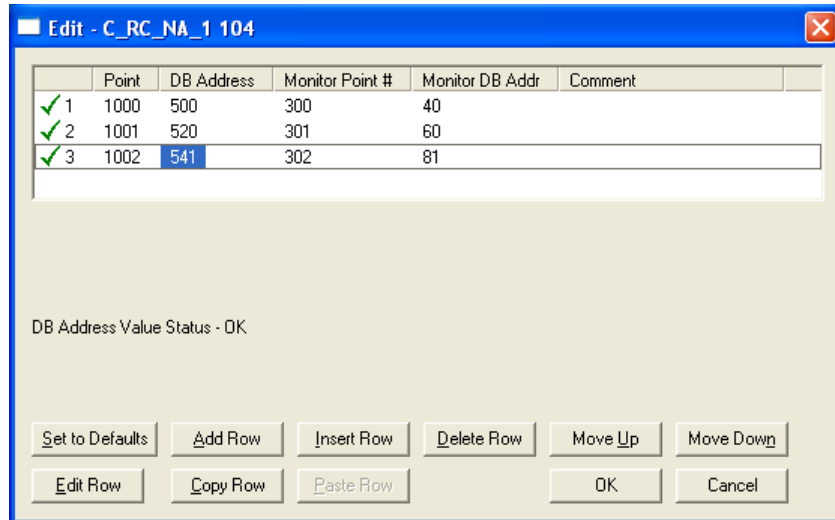 Edit - C_RC_NA_1 104
Point DB Address Monitor Point # Monitor DB Addr Comment
1 1000 500 300 40
2 1001 520 301 60
3 1002 541 302 81
DB Address Value Status - OK
Set to Defaults Add Row Insert Row Delete Row Move Up Move Down
Edit Row Copy Row Paste Row OK Cancel